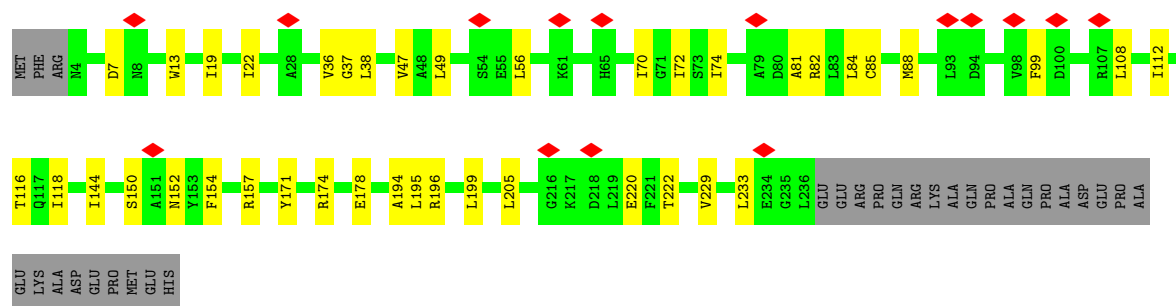 MET PHE ARG N4 D7 N8 W13 I19 I22 A28 V36 G37 L38 V47 A48 L49 S54 E55 L56 K61 H65 I70 G71 I72 S73 I74 A79 D80 A81 R82 L83 L84 C85 M88 L93 D94 V98 F99 D100 R107 L108 I112
T116 Q117 I118 I144 S150 A151 N152 Y153 F154 R157 Y171 R174 E178 A194 L195 R196 L199 L205 G216 K217 D218 L219 E220 F221 T222 V229 L233 E234 G235 L236 GLU GLU ARG PRO GLN ARG LYS ALA GLN PRO ALA GLN PRO ALA ASP GLU PRO ALA
GLU LYS ALA ASP GLU PRO MET GLU HIS